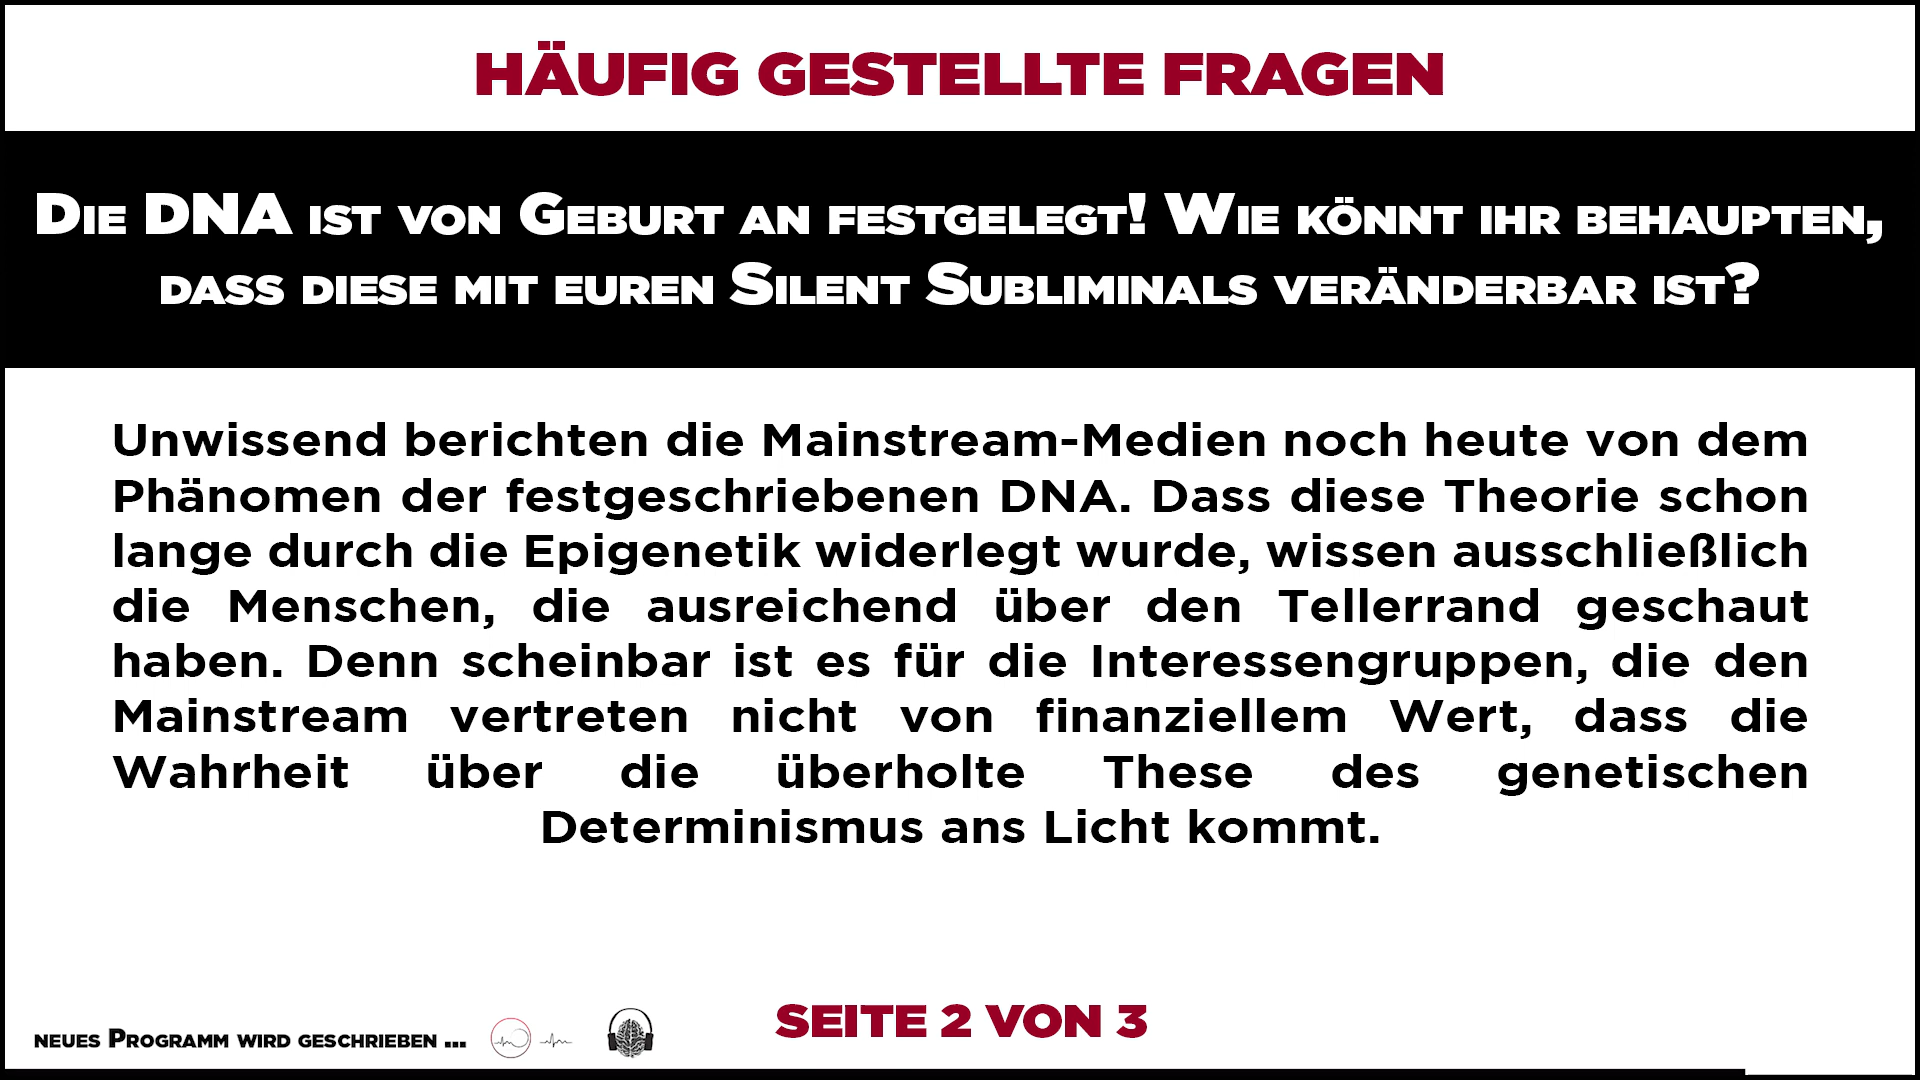 HÄUFIG GESTELLTE FRAGEN
Die DNA ist von Geburt an festgelegt! Wie könnt ihr behaupten,
dass diese mit euren Silent Subliminals veränderbar ist?
Unwissend berichten die Mainstream-Medien noch heute von dem
Phänomen der festgeschriebenen DNA. Dass diese Theorie schon
lange durch die Epigenetik widerlegt wurde, wissen ausschließlich
die Menschen, die ausreichend über den Tellerrand geschaut
haben. Denn scheinbar ist es für die Interessengruppen, die den
Mainstream vertreten nicht von finanziellem Wert, dass die
Wahrheit über die überholte These des genetischen
Determinismus ans Licht kommt.
neues Programm wird geschrieben ...
SEITE 2 VON 3